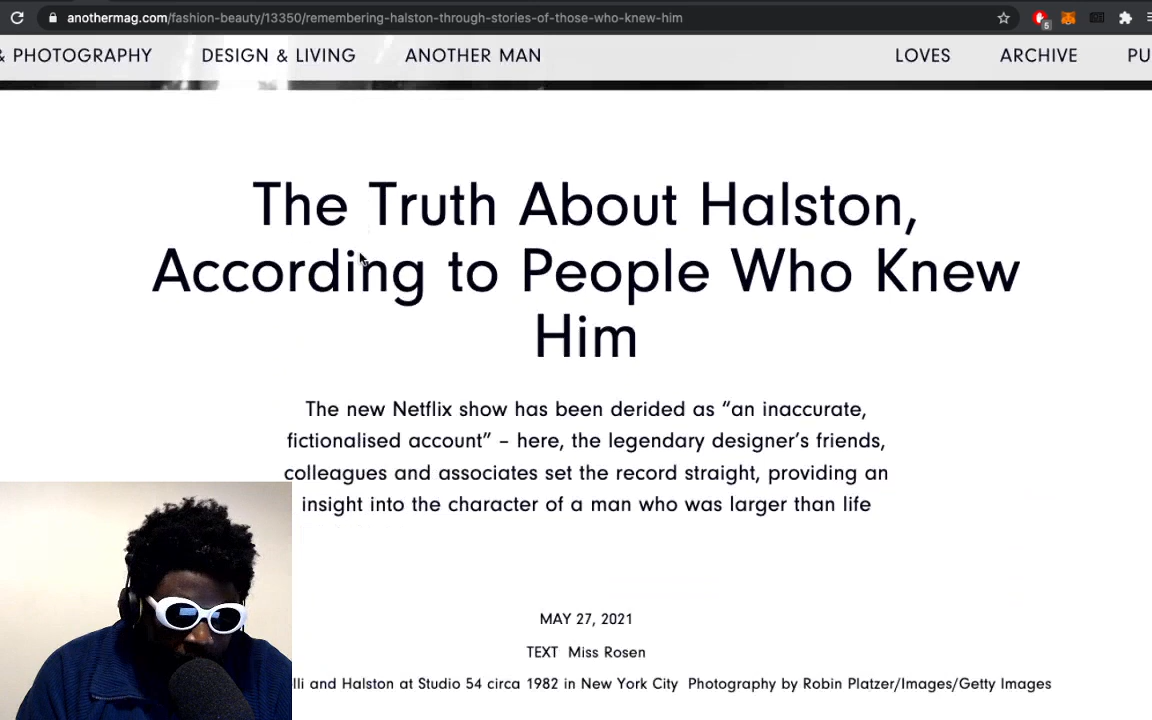 anothermag.com/fashion-beauty/13350/remembering-halston-through-stories-of-those-who-knew-him
& PHOTOGRAPHY DESIGN & LIVING ANOTHER MAN LOVES ARCHIVE PU
The Truth About Halston,
According to People Who Knew
Him
The new Netflix show has been derided as “an inaccurate,
fictionalised account” – here, the legendary designer’s friends,
colleagues and associates set the record straight, providing an
insight into the character of a man who was larger than life
MAY 27, 2021
TEXT Miss Rosen
lli and Halston at Studio 54 circa 1982 in New York City Photography by Robin Platzer/Images/Getty Images